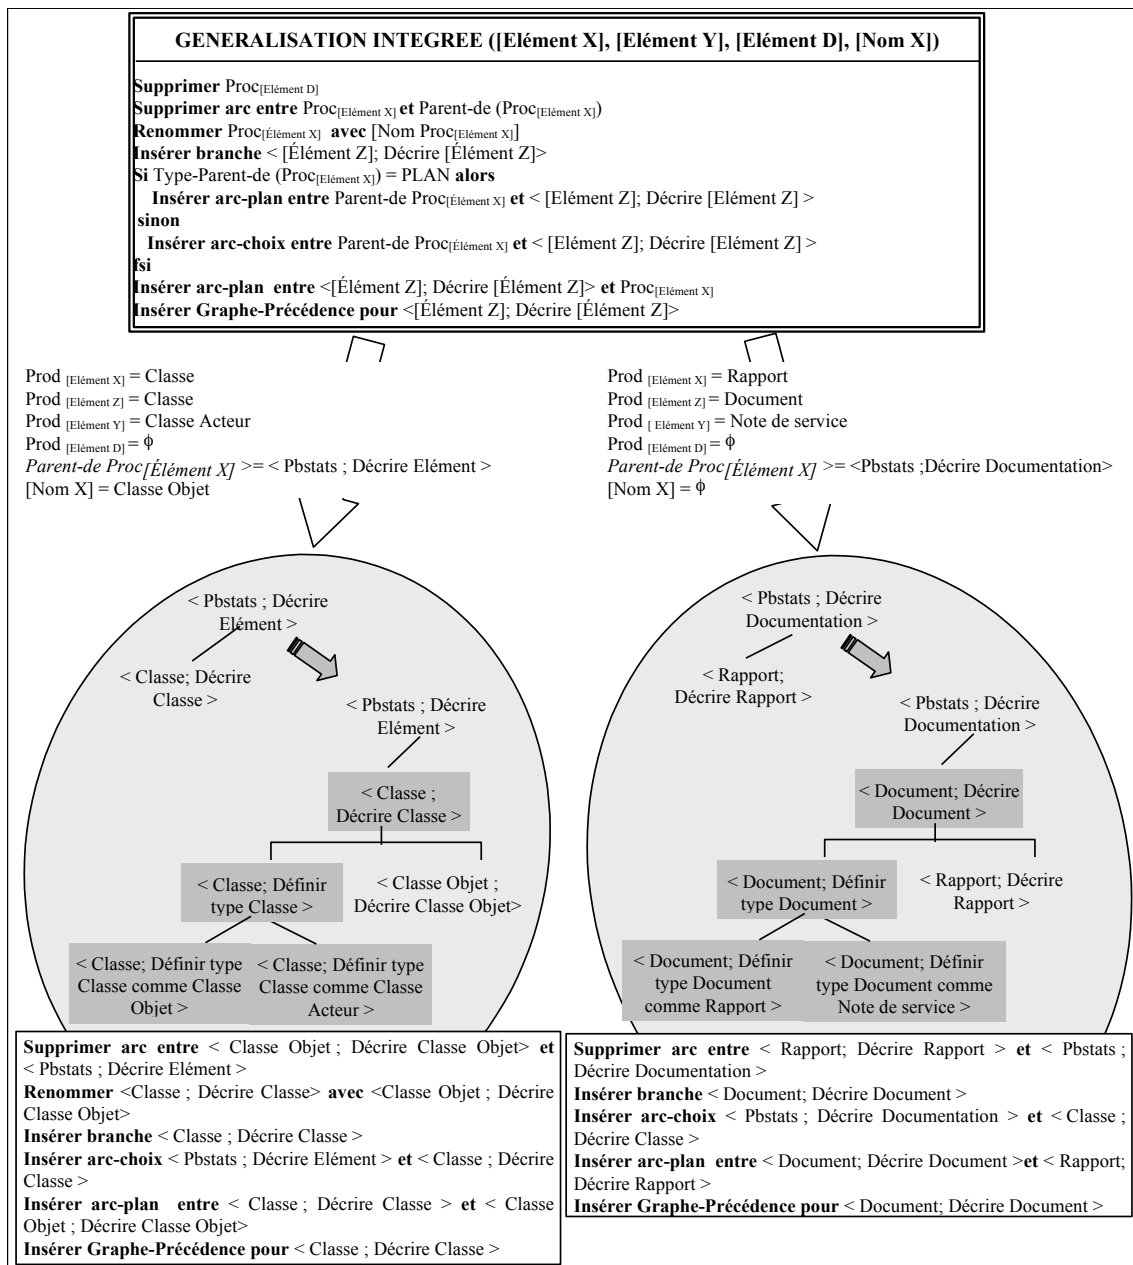 GENERALISATION INTEGREE ([Elément X], [Elément Y], [Elément D], [Nom X])
Supprimer Proc[Elément D]
Supprimer arc entre Proc[Elément X] et Parent-de (Proc[Elément X])
Renommer Proc[Élément X] avec [Nom Proc[Elément X]]
Insérer branche < [Élément Z]; Décrire [Elément Z]>
Si Type-Parent-de (Proc[Elément X]) = PLAN alors
Insérer arc-plan entre Parent-de Proc[Élément X] et < [Elément Z]; Décrire [Elément Z] >
sinon
Insérer arc-choix entre Parent-de Proc[Élément X] et < [Elément Z]; Décrire [Elément Z] >
fsi
Insérer arc-plan entre <[Élément Z]; Décrire [Elément Z]> et Proc[Elément X]
Insérer Graphe-Précédence pour <[Élément Z]; Décrire [Elément Z]>
Prod [Elément X] = Classe
Prod [Elément Z] = Classe
Prod [Elément Y] = Classe Acteur
Prod [Elément D] = ϕ
Parent-de Proc[Élément X] >= < Pbstats ; Décrire Elément >
[Nom X] = Classe Objet
Prod [Elément X] = Rapport
Prod [Elément Z] = Document
Prod [ Elément Y] = Note de service
Prod [Elément D] = ϕ
Parent-de Proc[Élément X] >= <Pbstats ;Décrire Documentation>
[Nom X] = ϕ
< Pbstats ; Décrire
Elément >
< Classe; Décrire
Classe >
< Pbstats ; Décrire
Elément >
< Classe ;
Décrire Classe >
< Classe; Définir
type Classe >
< Classe Objet ;
Décrire Classe Objet>
< Classe; Définir type
Classe comme Classe
Objet >
< Classe; Définir type
Classe comme Classe
Acteur >
< Pbstats ; Décrire
Documentation >
< Rapport;
Décrire Rapport >
< Pbstats ; Décrire
Documentation >
< Document; Décrire
Document >
< Document; Définir
type Document >
< Rapport; Décrire
Rapport >
< Document; Définir
type Document
comme Rapport >
< Document; Définir
type Document comme
Note de service >
Supprimer arc entre < Classe Objet ; Décrire Classe Objet> et
< Pbstats ; Décrire Elément >
Renommer <Classe ; Décrire Classe> avec <Classe Objet ; Décrire
Classe Objet>
Insérer branche < Classe ; Décrire Classe >
Insérer arc-choix < Pbstats ; Décrire Elément > et < Classe ; Décrire
Classe >
Insérer arc-plan entre < Classe ; Décrire Classe > et < Classe
Objet ; Décrire Classe Objet>
Insérer Graphe-Précédence pour < Classe ; Décrire Classe >
Supprimer arc entre < Rapport; Décrire Rapport > et < Pbstats ;
Décrire Documentation >
Insérer branche < Document; Décrire Document >
Insérer arc-choix < Pbstats ; Décrire Documentation > et < Classe ;
Décrire Classe >
Insérer arc-plan entre < Document; Décrire Document >et < Rapport;
Décrire Rapport >
Insérer Graphe-Précédence pour < Document; Décrire Document >